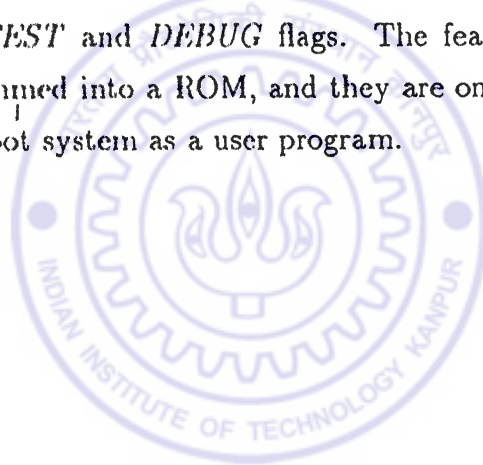 TEST and DEBUG flags. The fea
mmed into a ROM, and they are on
ot system as a user program.
INDIAN INSTITUTE OF TECHNOLOGY KANPUR